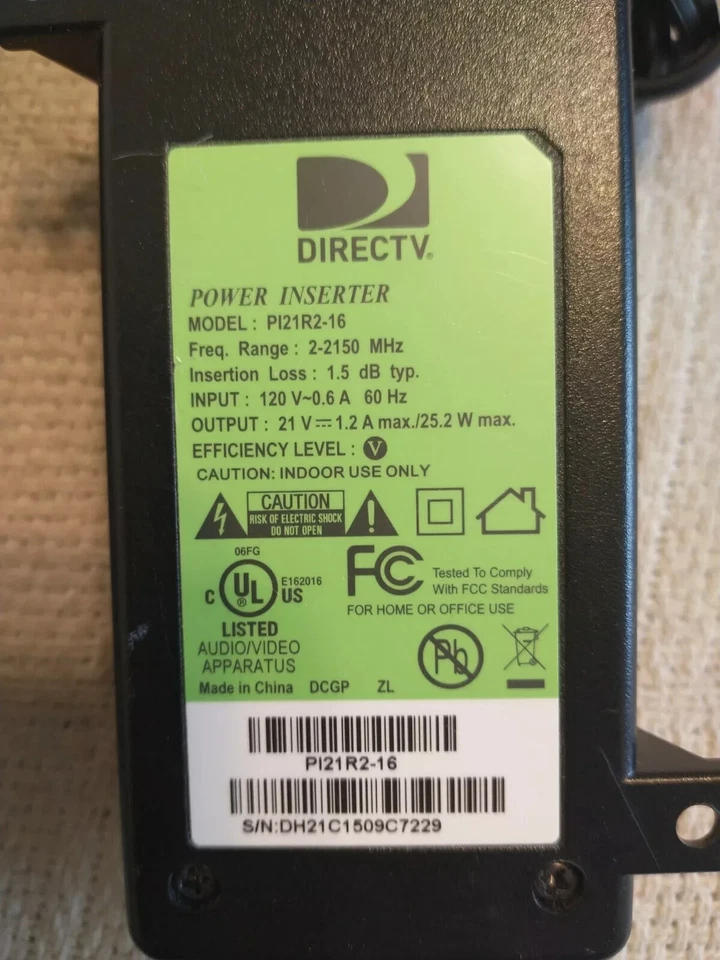 DIRECTV®
POWER INSERTER
MODEL : PI21R2-16
Freq. Range : 2-2150 MHz
Insertion Loss : 1.5 dB typ.
INPUT : 120 V~0.6 A 60 Hz
OUTPUT : 21 V⎓1.2 A max./25.2 W max.
EFFICIENCY LEVEL : V
CAUTION: INDOOR USE ONLY
CAUTION
RISK OF ELECTRIC SHOCK
DO NOT OPEN
06FG
C UL® US E162016
LISTED
AUDIO/VIDEO
APPARATUS
FC Tested To Comply
With FCC Standards
FOR HOME OR OFFICE USE
Pb
Made in China DCGP ZL
PI21R2-16
S/N:DH21C1509C7229